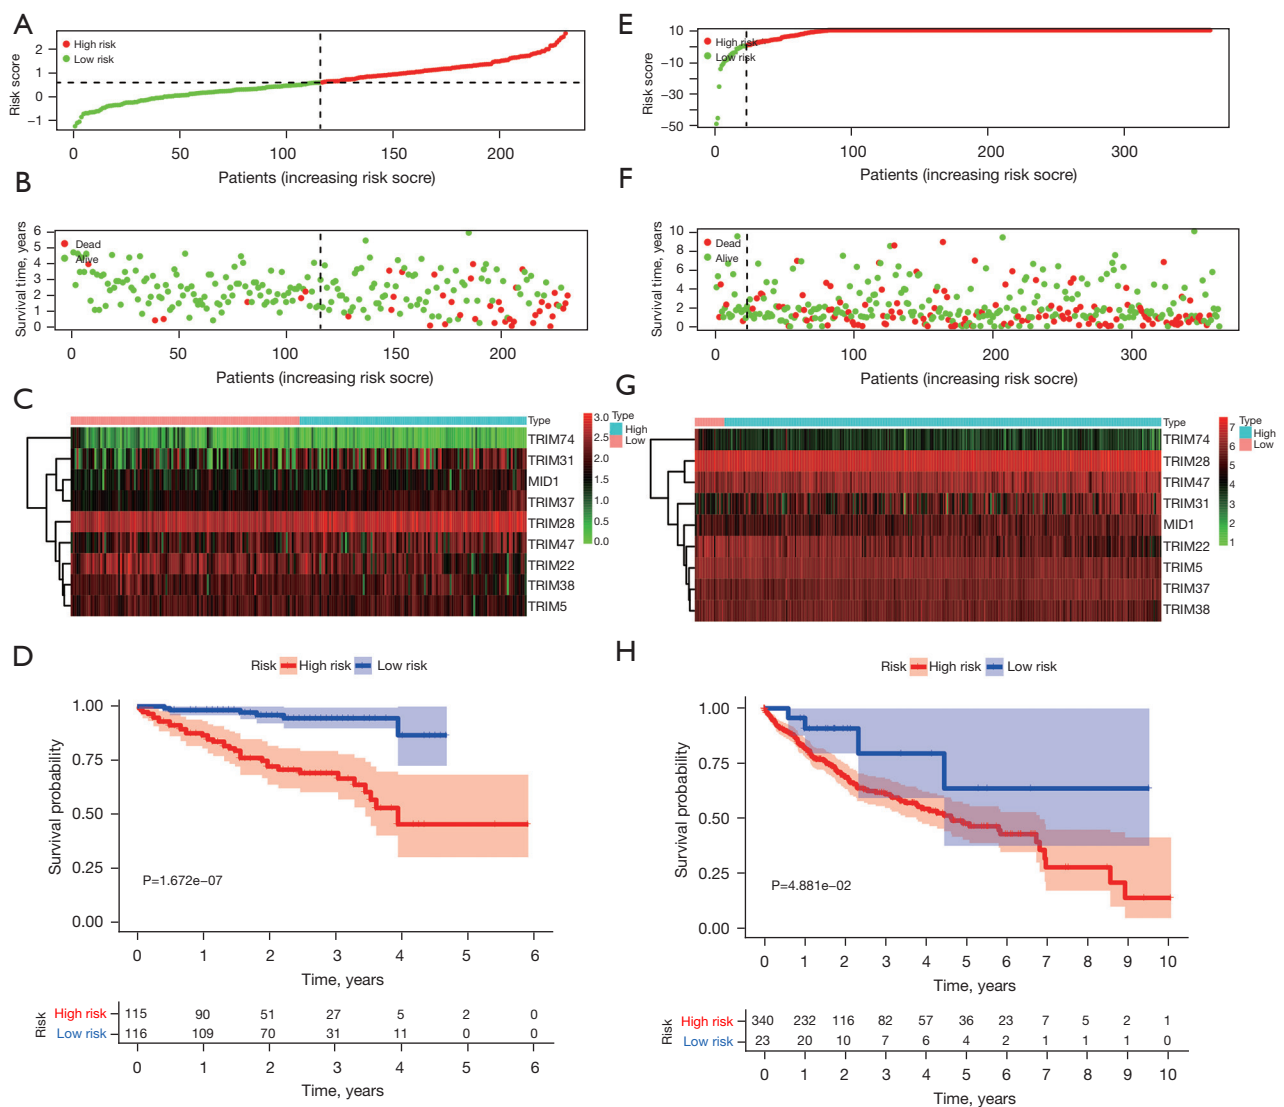 A
High risk
Low risk
Risk score
2
1
0
−1
0 50 100 150 200
Patients (increasing risk socre)
B
Dead
Alive
Survival time, years
6
5
4
3
2
1
0
0 50 100 150 200
Patients (increasing risk socre)
C
Type
TRIM74
TRIM31
MID1
TRIM37
TRIM28
TRIM47
TRIM22
TRIM38
TRIM5
3.0
2.5
2.0
1.5
1.0
0.5
0.0
Type
High
Low
D
Risk High risk Low risk
Survival probability
1.00
0.75
0.50
0.25
0.00
P=1.672e−07
0 1 2 3 4 5 6
Time, years
Risk
High risk 115 90 51 27 5 2 0
Low risk 116 109 70 31 11 0 0
0 1 2 3 4 5 6
Time, years
E
High risk
Low risk
Risk score
10
−10
−30
−50
0 100 200 300
Patients (increasing risk socre)
F
Dead
Alive
Survival time, years
10
8
6
4
2
0
0 100 200 300
Patients (increasing risk socre)
G
Type
TRIM74
TRIM28
TRIM47
TRIM31
MID1
TRIM22
TRIM5
TRIM37
TRIM38
7
6
5
4
3
2
1
Type
High
Low
H
Risk High risk Low risk
Survival probability
1.00
0.75
0.50
0.25
0.00
P=4.881e−02
0 1 2 3 4 5 6 7 8 9 10
Time, years
Risk
High risk 340 232 116 82 57 36 23 7 5 2 1
Low risk 23 20 10 7 6 4 2 1 1 1 0
0 1 2 3 4 5 6 7 8 9 10
Time, years